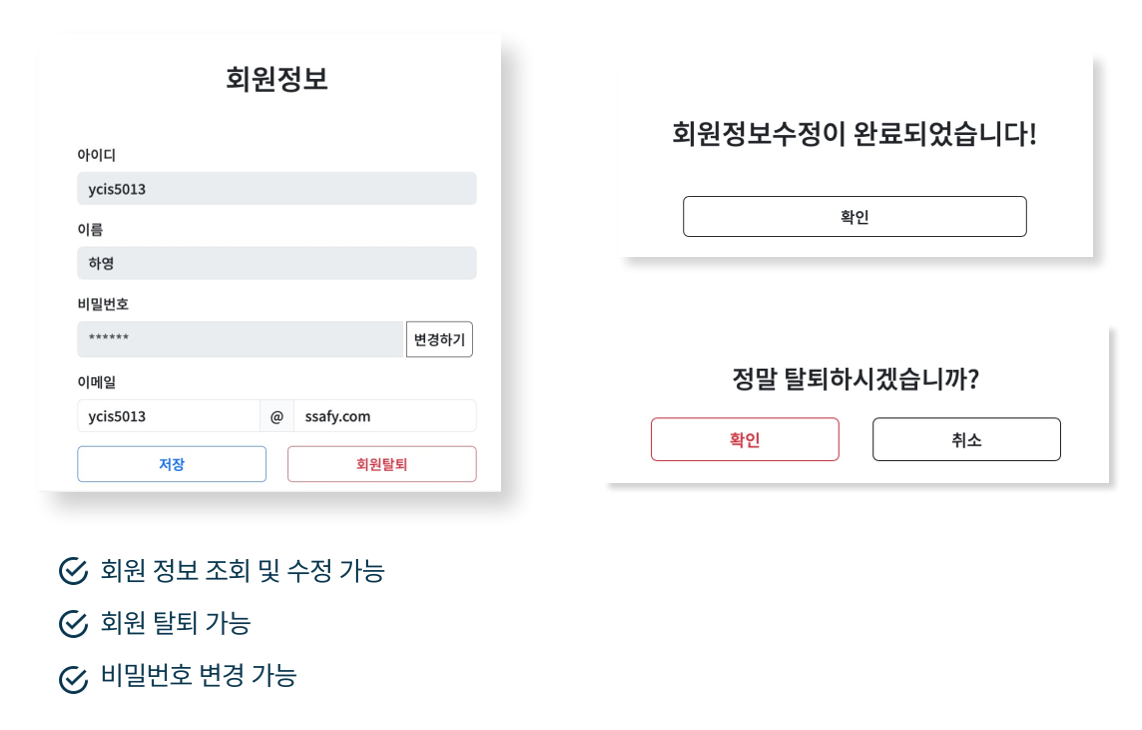 회원정보
아이디
ycis5013
이름
하영
비밀번호
****** 변경하기
이메일
ycis5013 @ ssafy.com
저장 회원탈퇴
회원정보수정이 완료되었습니다!
확인
정말 탈퇴하시겠습니까?
확인 취소
회원 정보 조회 및 수정 가능
회원 탈퇴 가능
비밀번호 변경 가능